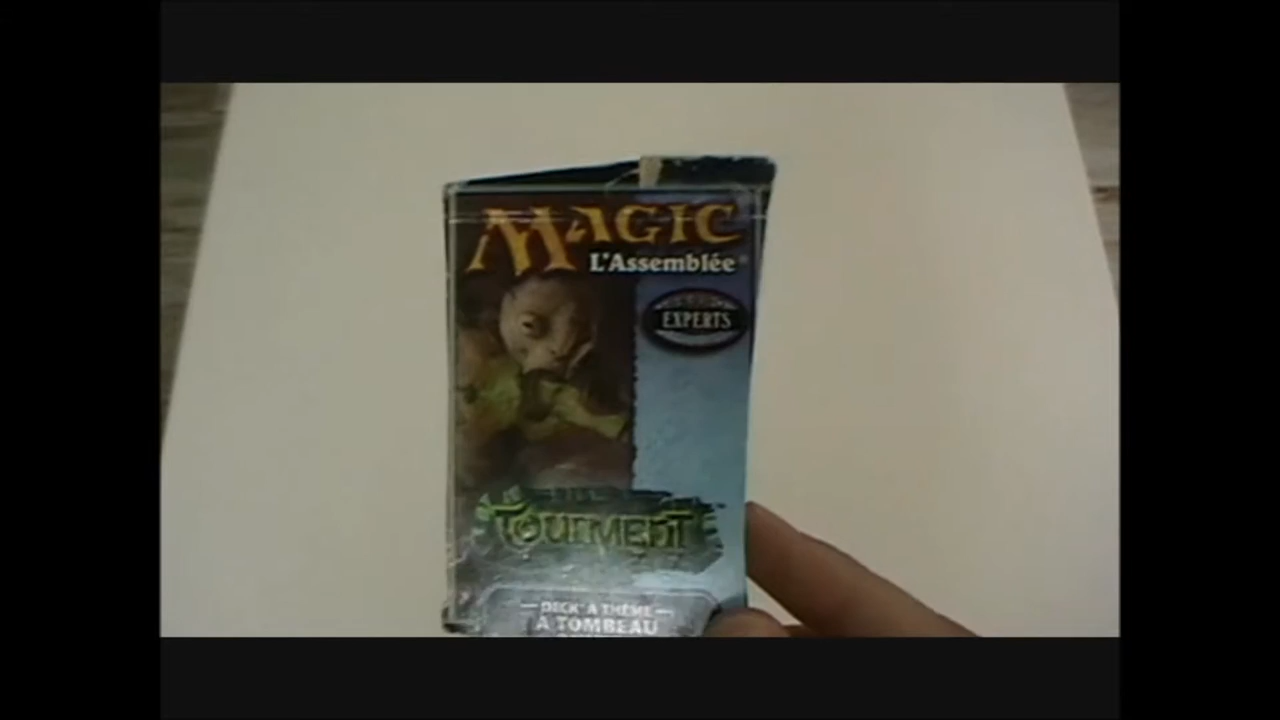 MAGIC
L'Assemblée
EXPERTS
TOURMENT
DECK À THÈME
À TOMBEAU